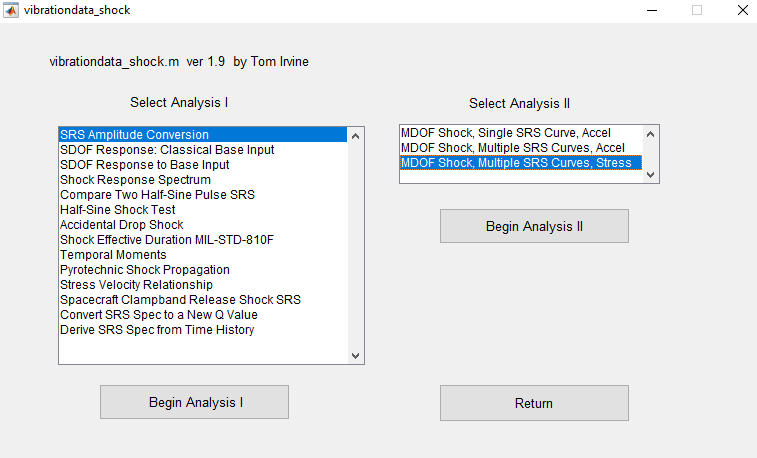 vibrationdata_shock
vibrationdata_shock.m ver 1.9 by Tom Irvine
Select Analysis I
SRS Amplitude Conversion
SDOF Response: Classical Base Input
SDOF Response to Base Input
Shock Response Spectrum
Compare Two Half-Sine Pulse SRS
Half-Sine Shock Test
Accidental Drop Shock
Shock Effective Duration MIL-STD-810F
Temporal Moments
Pyrotechnic Shock Propagation
Stress Velocity Relationship
Spacecraft Clampband Release Shock SRS
Convert SRS Spec to a New Q Value
Derive SRS Spec from Time History
Begin Analysis I
Select Analysis II
MDOF Shock, Single SRS Curve, Accel
MDOF Shock, Multiple SRS Curves, Accel
MDOF Shock, Multiple SRS Curves, Stress
Begin Analysis II
Return